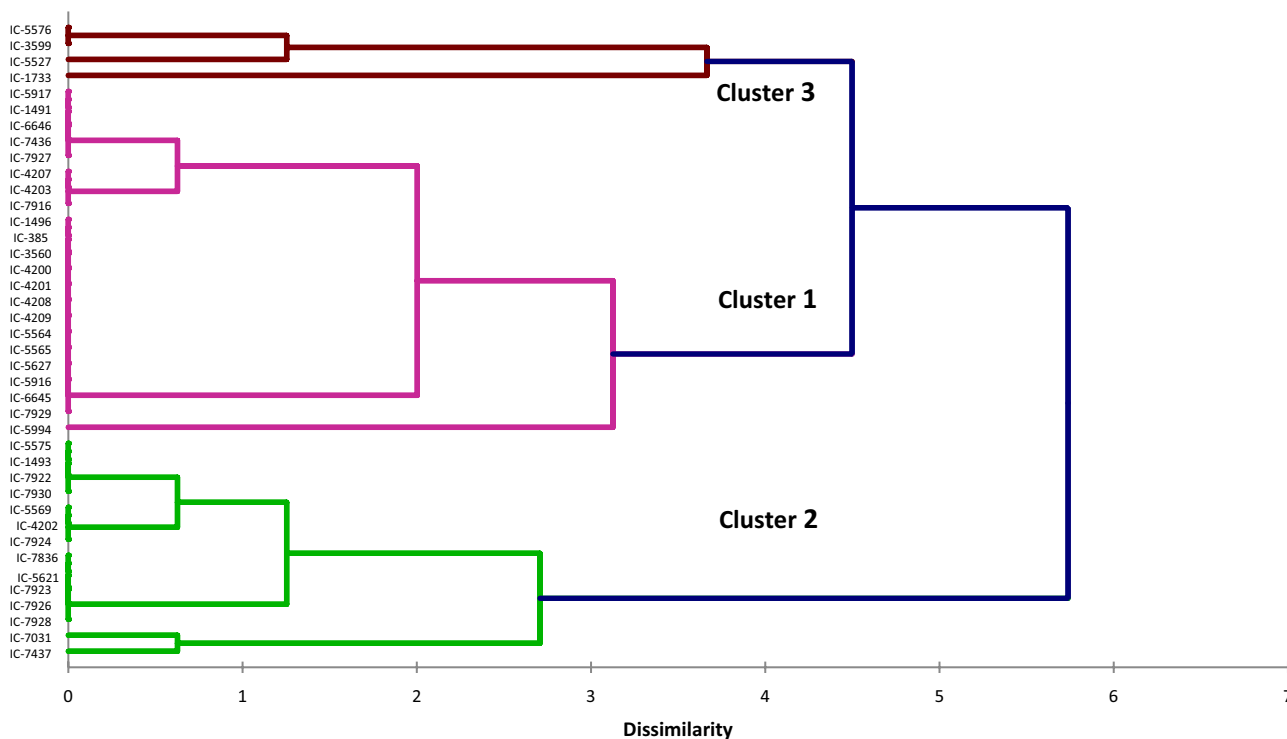 IC-5576
IC-3599
IC-5527
IC-1733
Cluster 3
IC-5917
IC-1491
IC-6646
IC-7436
IC-7927
IC-4207
IC-4203
IC-7916
IC-1496
IC-385
IC-3560
IC-4200
IC-4201
Cluster 1
IC-4208
IC-4209
IC-5564
IC-5565
IC-5627
IC-5916
IC-6645
IC-7929
IC-5994
IC-5575
IC-1493
IC-7922
IC-7930
IC-5569
Cluster 2
IC-4202
IC-7924
IC-7836
IC-5621
IC-7923
IC-7926
IC-7928
IC-7031
IC-7437
0 1 2 3 4 5 6 7
Dissimilarity